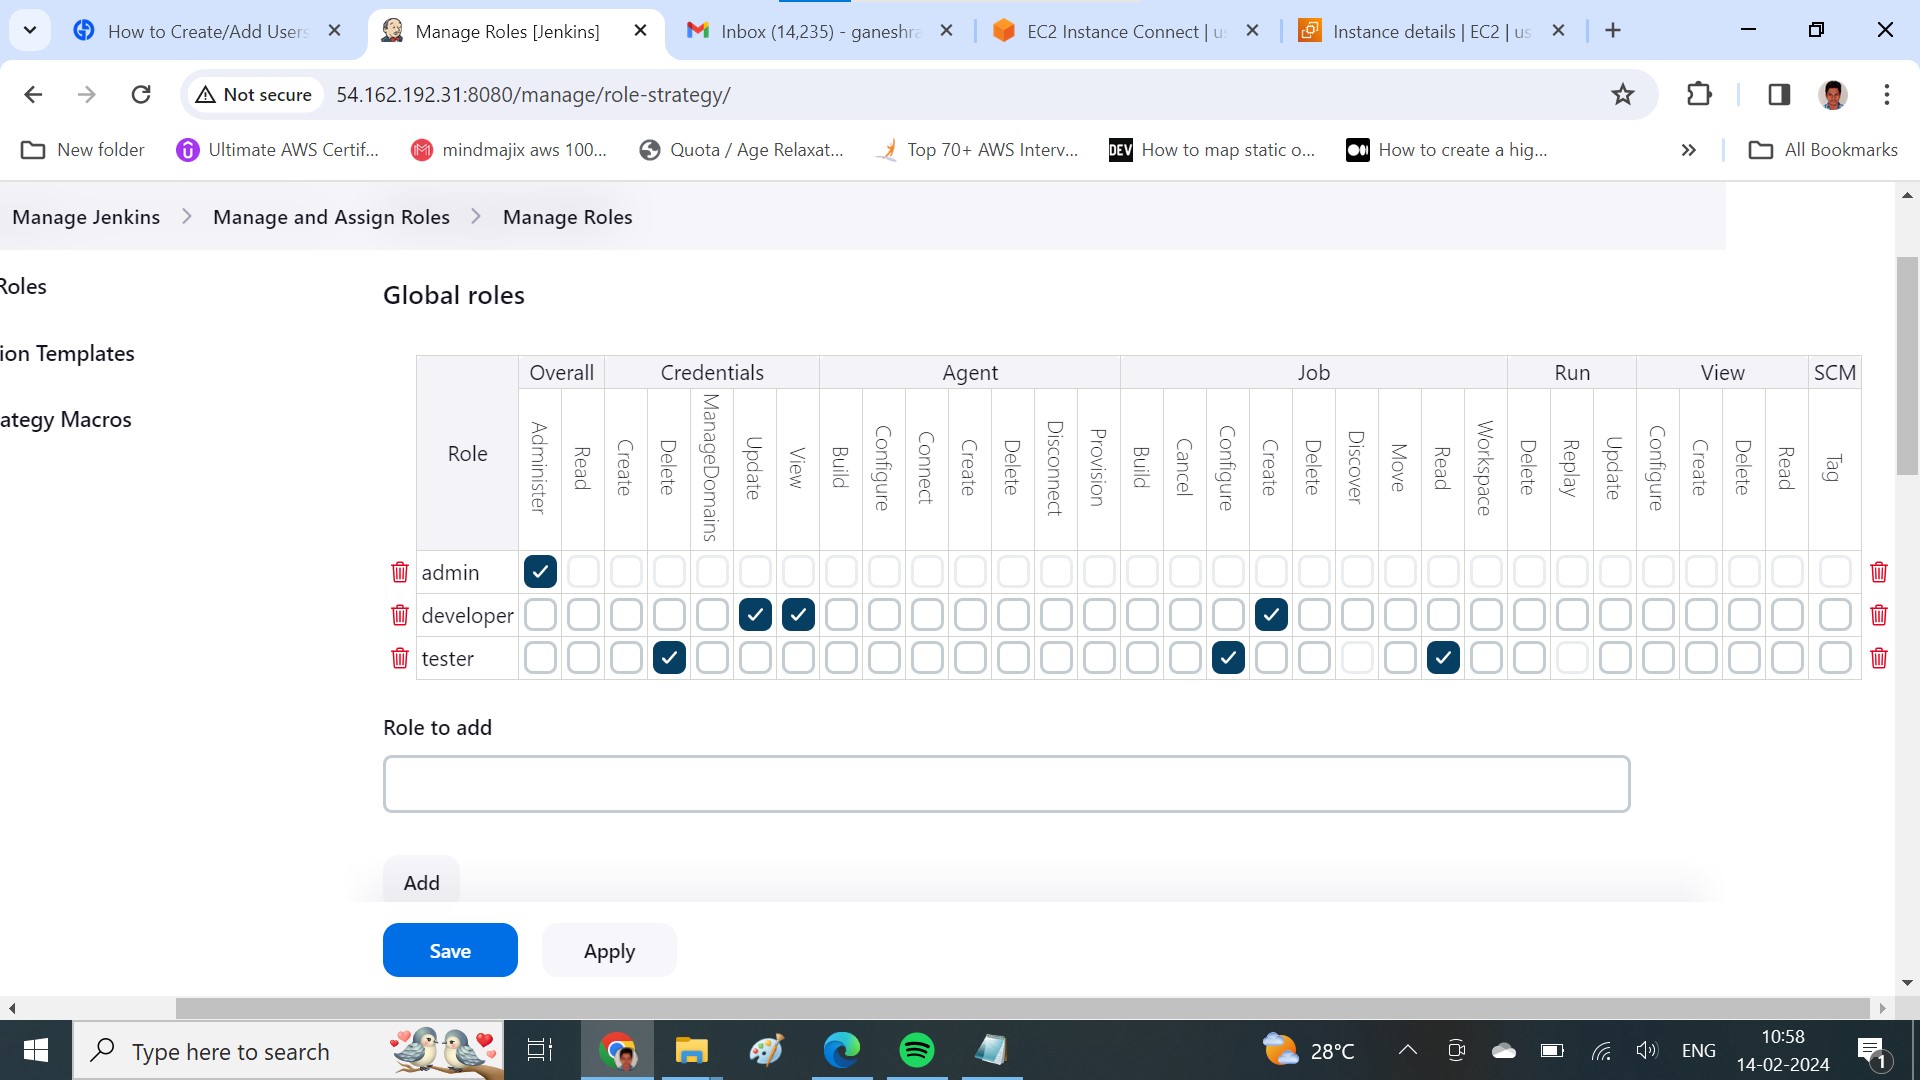 How to Create/Add Users
Manage Roles [Jenkins]
Inbox (14,235) - ganeshra
EC2 Instance Connect | u
Instance details | EC2 | us
Not secure
54.162.192.31:8080/manage/role-strategy/
New folder
Ultimate AWS Certif...
mindmajix aws 100...
Quota / Age Relaxat...
Top 70+ AWS Interv...
DEV
How to map static o...
How to create a hig...
All Bookmarks
Manage Jenkins
Manage and Assign Roles
Manage Roles
Roles
ion Templates
ategy Macros
Global roles
Role
Overall
Credentials
Agent
Job
Run
View
SCM
Administer
Read
Create
Delete
ManageDomains
Update
View
Build
Configure
Connect
Create
Delete
Disconnect
Provision
Build
Cancel
Configure
Create
Delete
Discover
Move
Read
Workspace
Delete
Replay
Update
Configure
Create
Delete
Read
Tag
admin
developer
tester
Role to add
Add
Save
Apply
Type here to search
28°C
ENG
10:58
14-02-2024
1